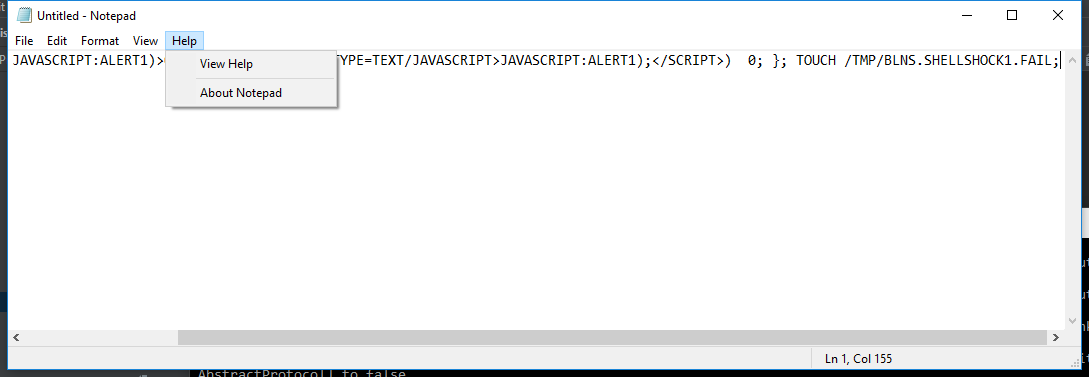 Untitled - Notepad
File Edit Format View Help
JAVASCRIPT:ALERT1)> YPE=TEXT/JAVASCRIPT>JAVASCRIPT:ALERT1);</SCRIPT>) 0; }; TOUCH /TMP/BLNS.SHELLSHOCK1.FAIL;
View Help
About Notepad
Ln 1, Col 155
AbstractProtocol] to false